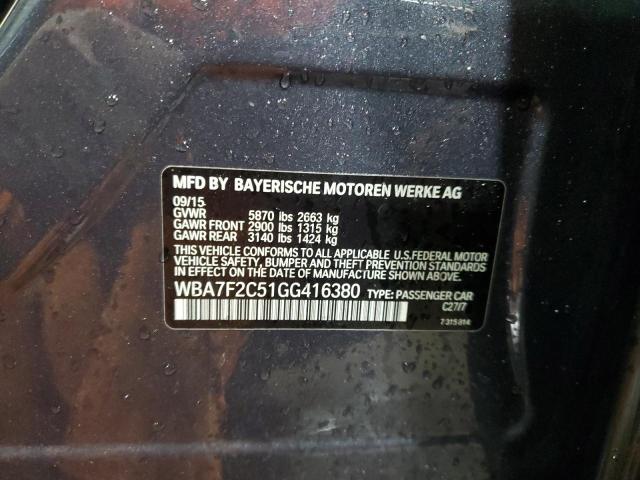 MFD BY BAYERISCHE MOTOREN WERKE AG
09/15
GVWR 5870 lbs 2663 kg
GAWR FRONT 2900 lbs 1315 kg
GAWR REAR 3140 lbs 1424 kg
THIS VEHICLE CONFORMS TO ALL APPLICABLE U.S.FEDERAL MOTOR
VEHICLE SAFETY, BUMPER, AND THEFT PREVENTION STANDARDS
IN EFFECT ON THE DATE OF MANUFACTURE SHOWN ABOVE.
WBA7F2C51GG416380 TYPE: PASSENGER CAR
C27/7
7315814